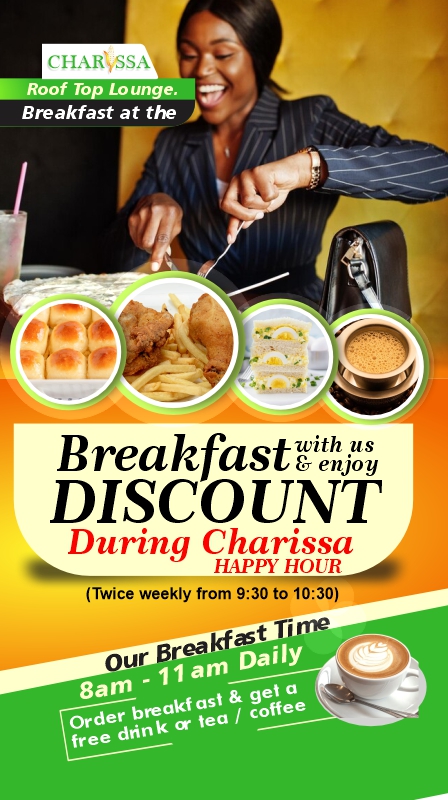 CHARISSA
Roof Top Lounge.
Breakfast at the
Breakfast with us
& enjoy
DISCOUNT
During Charissa
HAPPY HOUR
(Twice weekly from 9:30 to 10:30)
Our Breakfast Time
8am - 11am Daily
Order breakfast & get a
free drink or tea / coffee